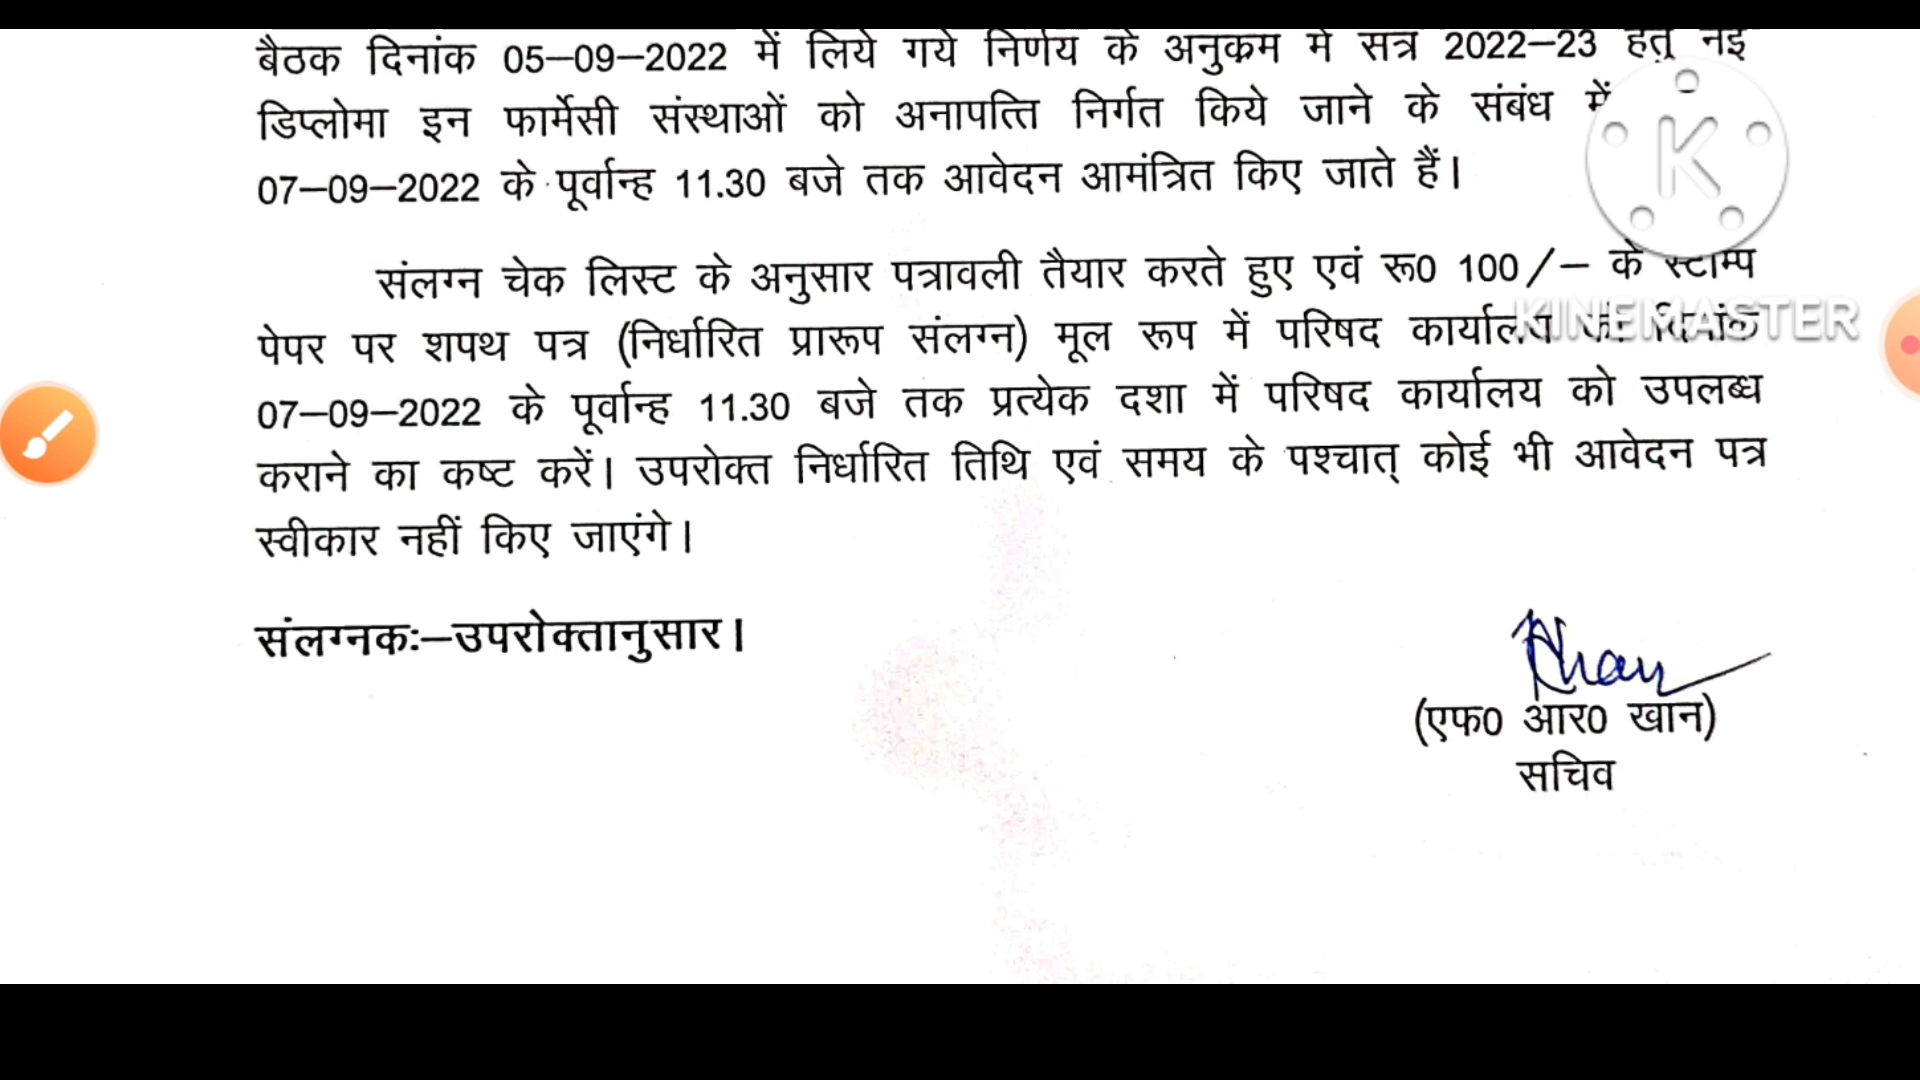 बैठक दिनांक 05–09–2022 में लिये गये निर्णय के अनुक्रम में सत्र 2022–23 हेतु नई
डिप्लोमा इन फार्मेसी संस्थाओं को अनापत्ति निर्गत किये जाने के संबंध में
07–09–2022 के पूर्वान्ह 11.30 बजे तक आवेदन आमंत्रित किए जाते हैं।
संलग्न चेक लिस्ट के अनुसार पत्रावली तैयार करते हुए एवं रू0 100/– के स्टाम्प
पेपर पर शपथ पत्र (निर्धारित प्रारूप संलग्न) मूल रूप में परिषद कार्यालय
KINEMASTER
07–09–2022 के पूर्वान्ह 11.30 बजे तक प्रत्येक दशा में परिषद कार्यालय को उपलब्ध
कराने का कष्ट करें। उपरोक्त निर्धारित तिथि एवं समय के पश्चात् कोई भी आवेदन पत्र
स्वीकार नहीं किए जाएंगे।
संलग्नकः–उपरोक्तानुसार।
Khan
(एफ0 आर0 खान)
सचिव